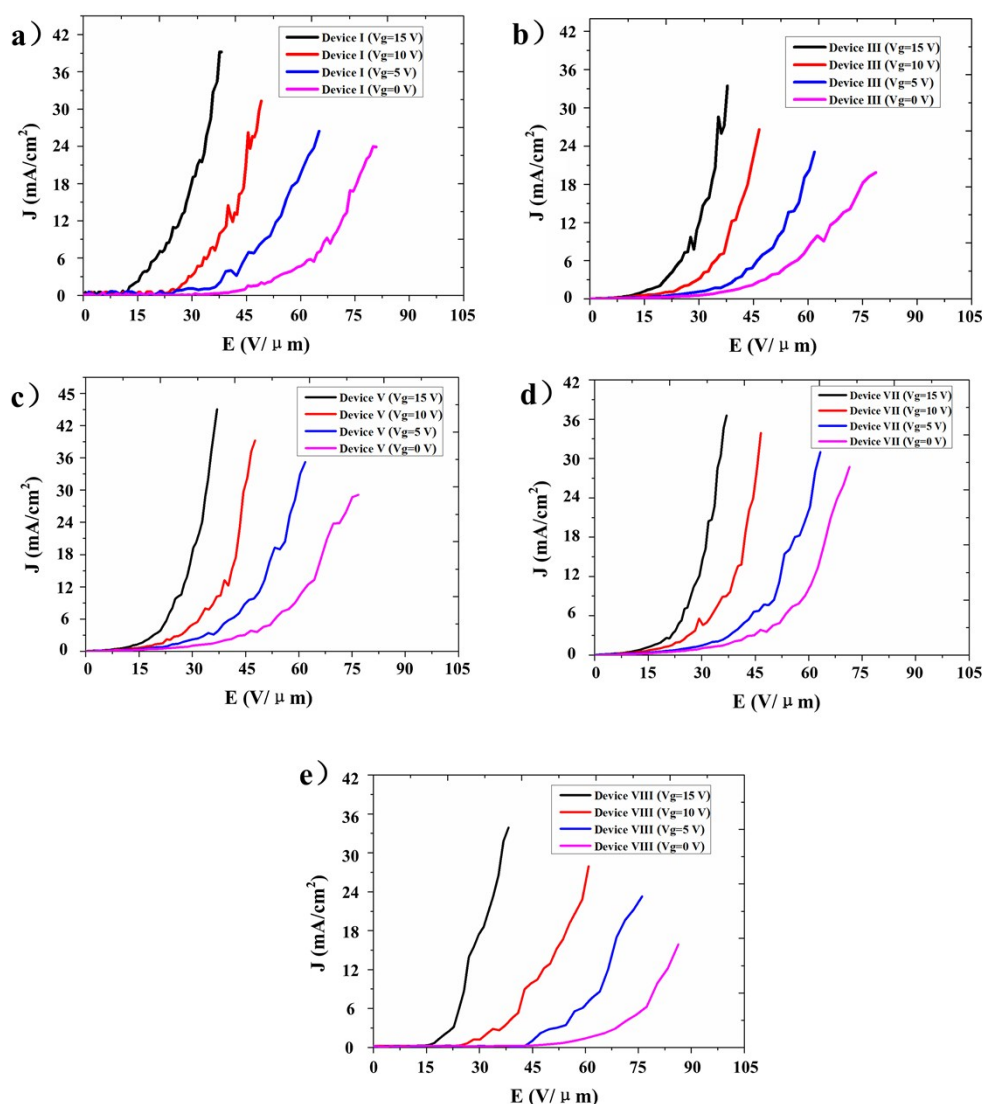 a）
J (mA/cm²)
42
36
30
24
18
12
6
0
Device I (Vg=15 V)
Device I (Vg=10 V)
Device I (Vg=5 V)
Device I (Vg=0 V)
0 15 30 45 60 75 90 105
E (V/μm)
b）
J (mA/cm²)
42
36
30
24
18
12
6
0
Device III (Vg=15 V)
Device III (Vg=10 V)
Device III (Vg=5 V)
Device III (Vg=0 V)
0 15 30 45 60 75 90 105
E (V/μm)
c）
J (mA/cm²)
45
42
36
30
24
18
12
6
0
Device V (Vg=15 V)
Device V (Vg=10 V)
Device V (Vg=5 V)
Device V (Vg=0 V)
0 15 30 45 60 75 90 105
E (V/μm)
d）
J (mA/cm²)
42
36
30
24
18
12
6
0
Device VII (Vg=15 V)
Device VII (Vg=10 V)
Device VII (Vg=5 V)
Device VII (Vg=0 V)
0 15 30 45 60 75 90 105
E (V/μm)
e）
J (mA/cm²)
42
36
30
24
18
12
6
0
Device VIII (Vg=15 V)
Device VIII (Vg=10 V)
Device VIII (Vg=5 V)
Device VIII (Vg=0 V)
0 15 30 45 60 75 90 105
E (V/μm)